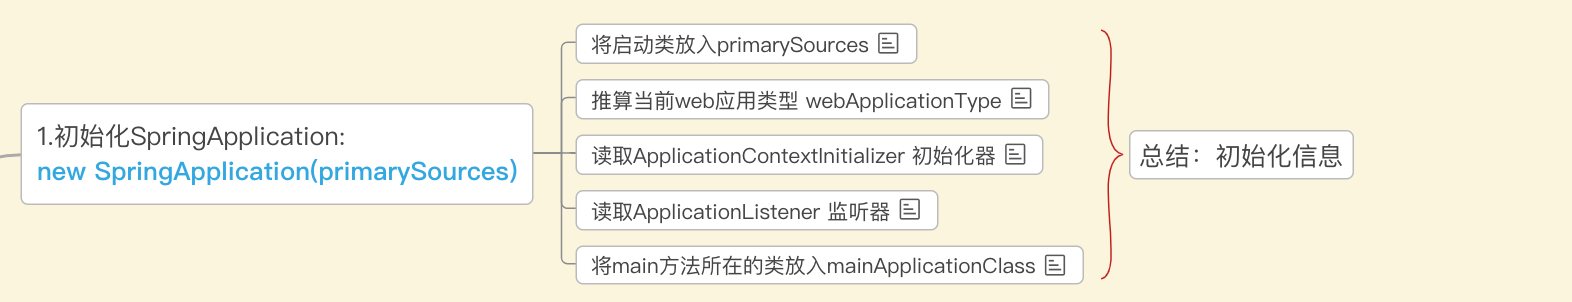 1.初始化SpringApplication:
new SpringApplication(primarySources)
将启动类放入primarySources
推算当前web应用类型 webApplicationType
读取ApplicationContextInitializer 初始化器
读取ApplicationListener 监听器
将main方法所在的类放入mainApplicationClass
总结：初始化信息